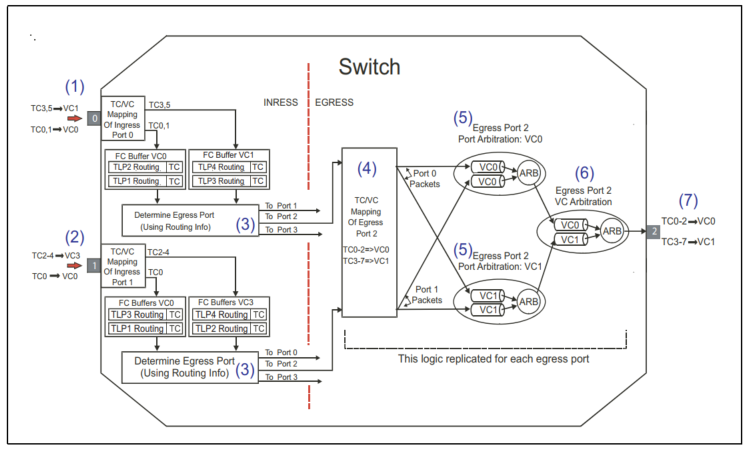 Switch
INRESS
EGRESS
(1)
TC3,5➡VC1
TC0,1➡VC0
0
TC/VC
Mapping
Of Ingress
Port 0
TC3,5
TC0,1
FC Buffer VC0
TLP2 Routing TC
TLP1 Routing TC
FC Buffer VC1
TLP4 Routing TC
TLP3 Routing TC
Determine Egress Port
(Using Routing Info)
(3)
To Port 1
To Port 2
To Port 3
(2)
TC2-4➡VC3
TC0 ➡VC0
1
TC/VC
Mapping
Of Ingress
Port 1
TC2-4
TC0
FC Buffers VC0
TLP3 Routing TC
TLP1 Routing TC
FC Buffers VC3
TLP4 Routing TC
TLP2 Routing TC
Determine Egress Port
(Using Routing Info)
(3)
To Port 0
To Port 2
To Port 3
(4)
TC/VC
Mapping
Of Egress
Port 2
TC0-2=>VC0
TC3-7=>VC1
Port 0
Packets
Port 1
Packets
(5)
Egress Port 2
Port Arbitration: VC0
VC0
VC0
ARB
(5)
Egress Port 2
Port Arbitration: VC1
VC1
VC1
ARB
(6)
Egress Port 2
VC Arbitration
VC0
VC1
ARB
2
(7)
TC0-2➡VC0
TC3-7➡VC1
This logic replicated for each egress port